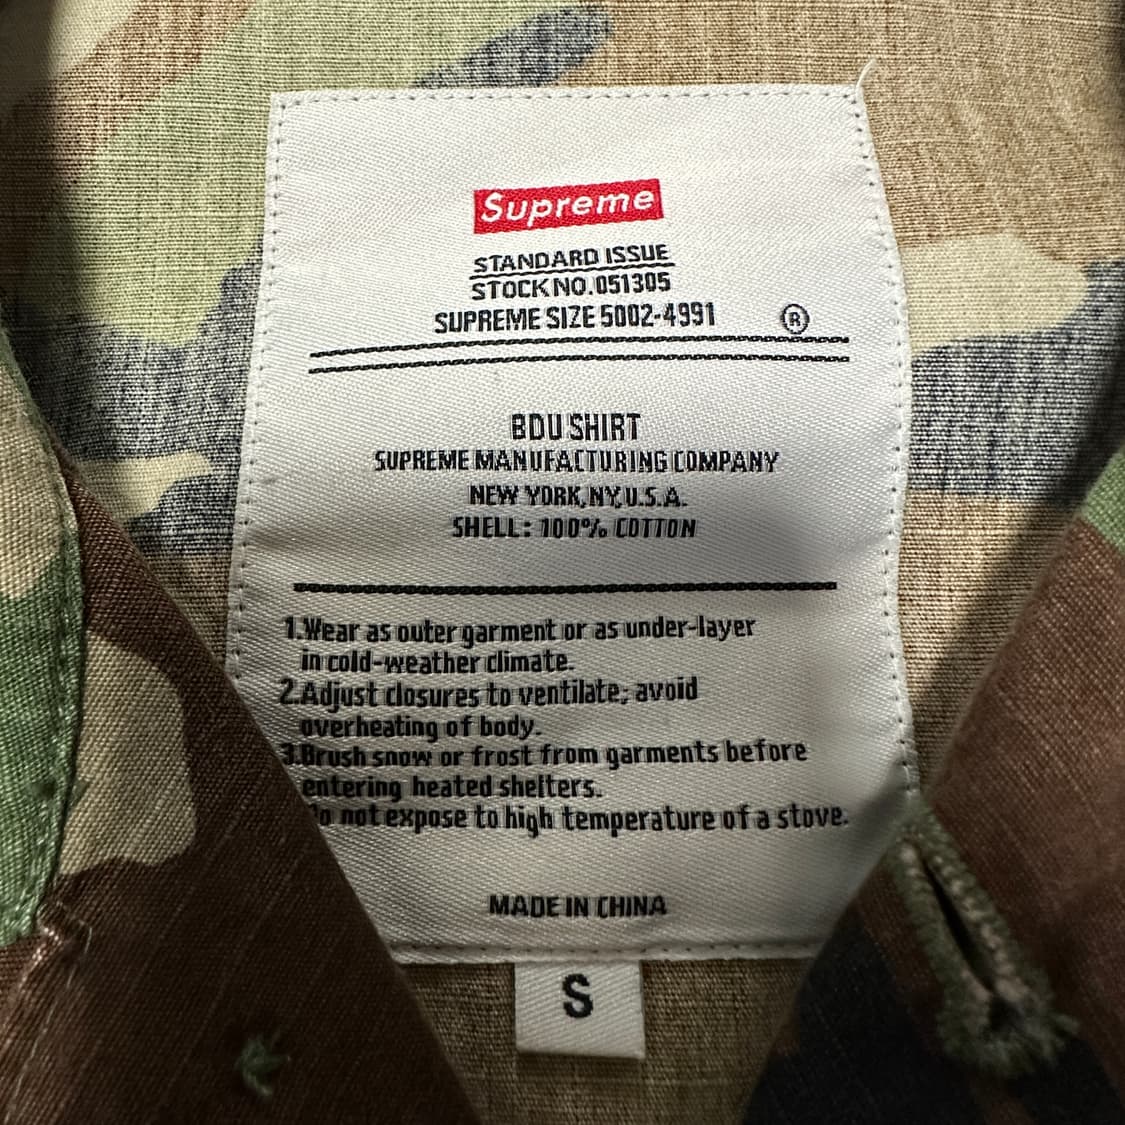 Supreme
STANDARD ISSUE
STOCK NO.051305
SUPREME SIZE 5002-4991 ®
BDU SHIRT
SUPREME MANUFACTURING COMPANY
NEW YORK,NY,U.S.A.
SHELL: 100% COTTON
1.Wear as outer garment or as under-layer
in cold-weather climate.
2.Adjust closures to ventilate; avoid
overheating of body.
3.Brush snow or frost from garments before
entering heated shelters.
not expose to high temperature of a stove.
MADE IN CHINA
S